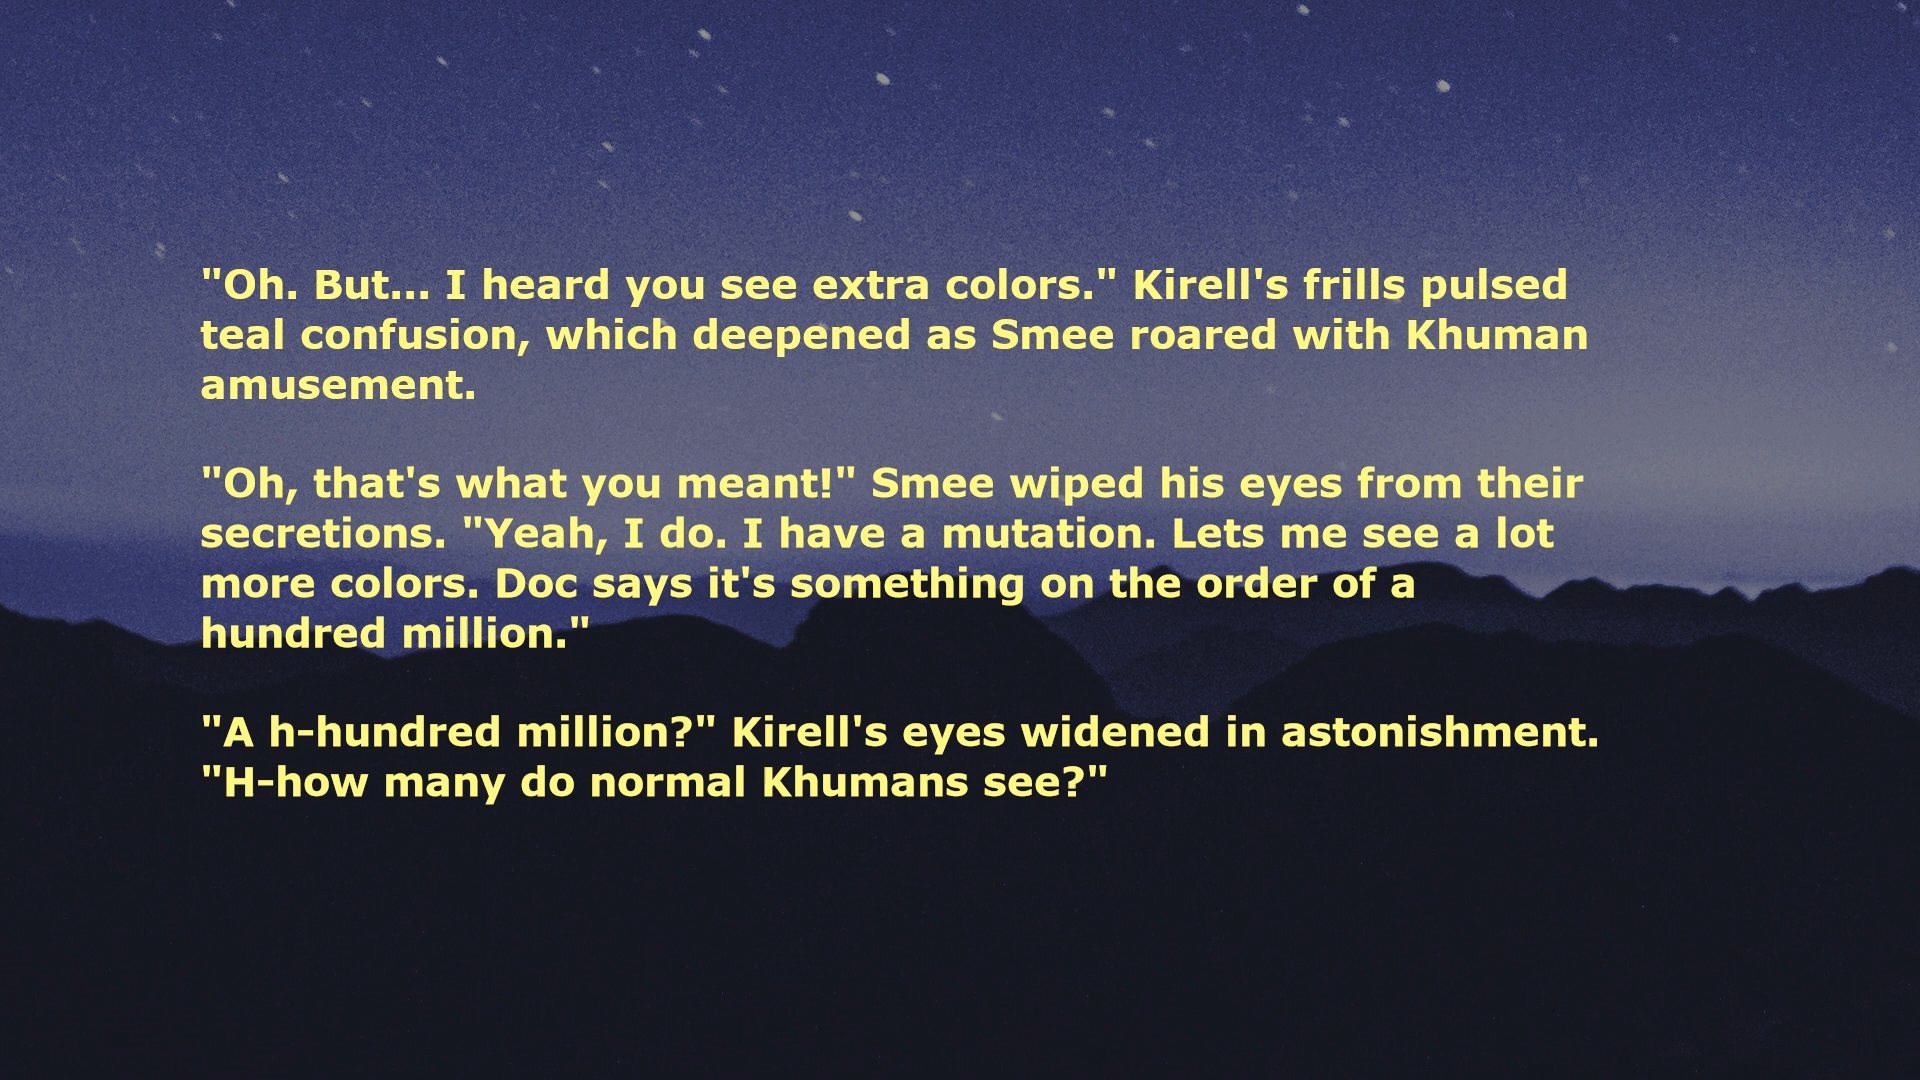 "Oh. But... I heard you see extra colors." Kirell's frills pulsed
teal confusion, which deepened as Smee roared with Khuman
amusement.
"Oh, that's what you meant!" Smee wiped his eyes from their
secretions. "Yeah, I do. I have a mutation. Lets me see a lot
more colors. Doc says it's something on the order of a
hundred million."
"A h-hundred million?" Kirell's eyes widened in astonishment.
"H-how many do normal Khumans see?"